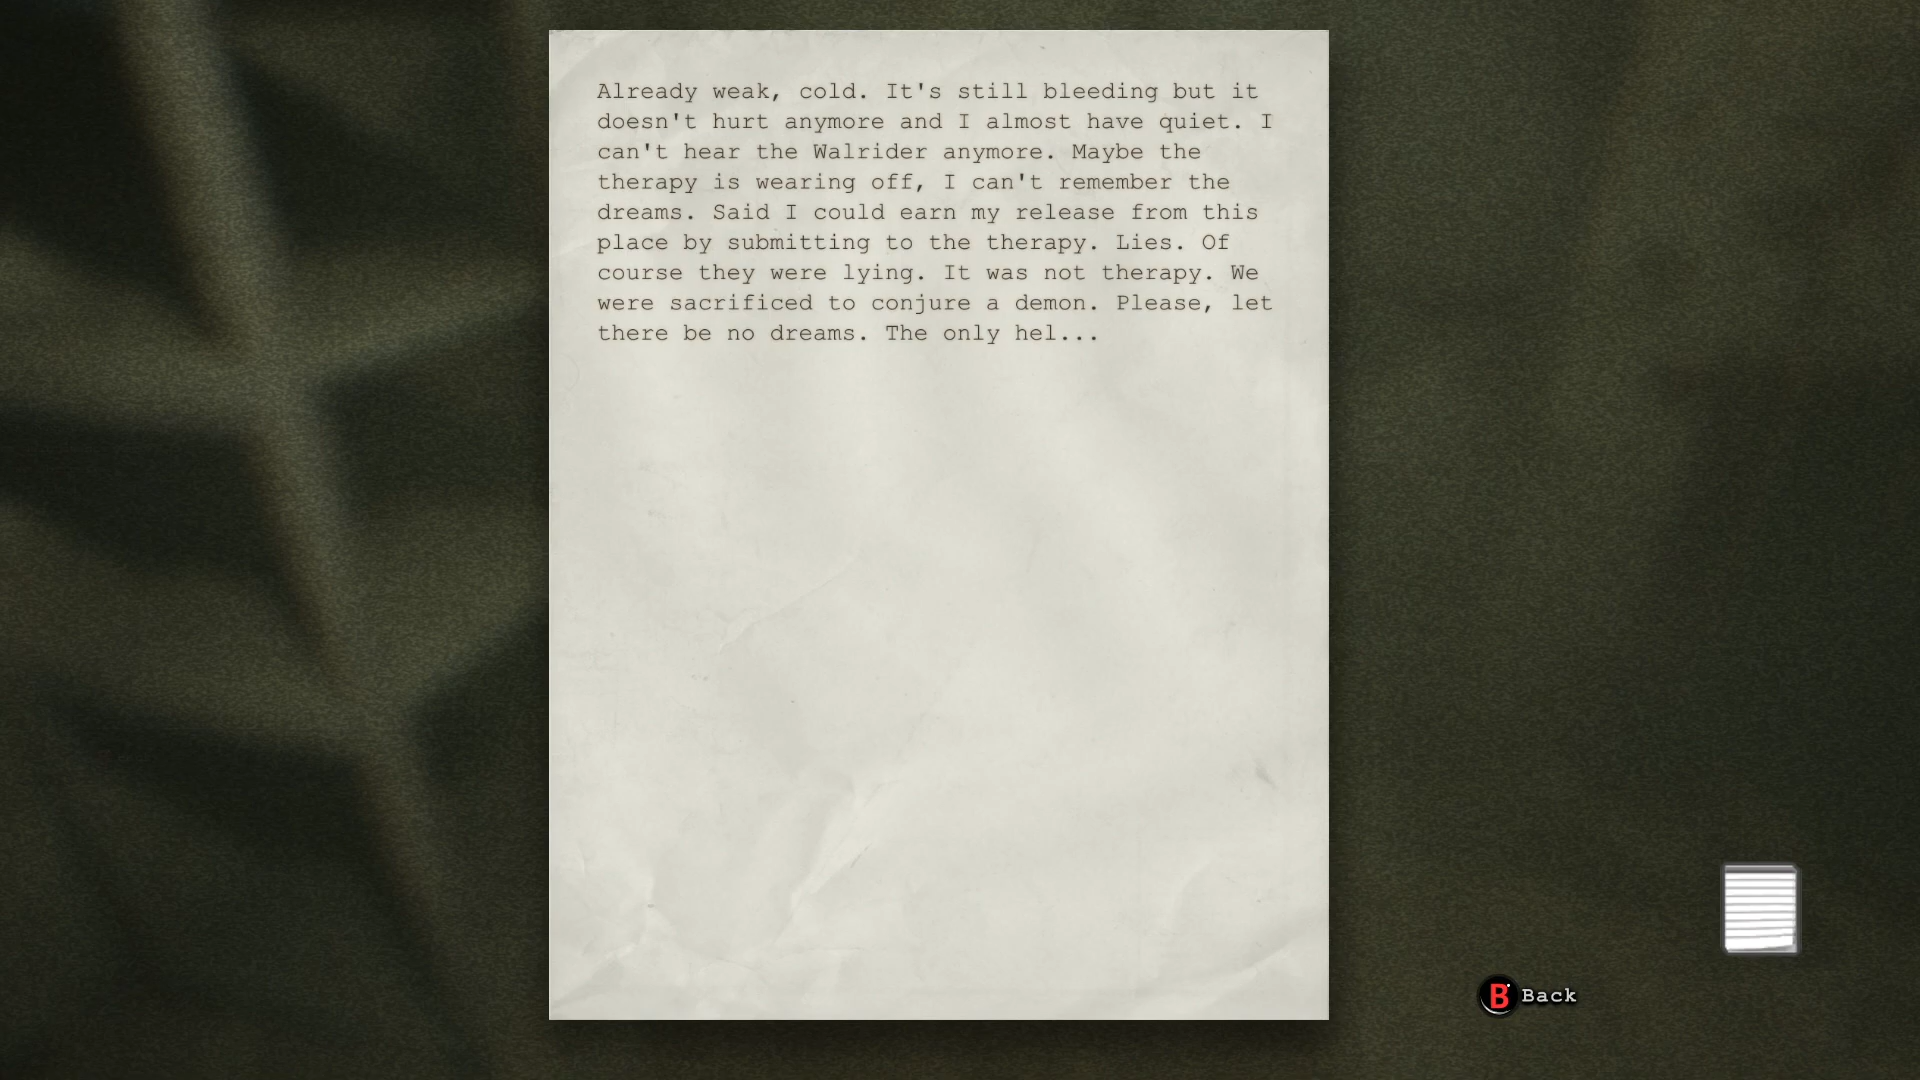 Already weak, cold. It's still bleeding but it
doesn't hurt anymore and I almost have quiet. I
can't hear the Walrider anymore. Maybe the
therapy is wearing off, I can't remember the
dreams. Said I could earn my release from this
place by submitting to the therapy. Lies. Of
course they were lying. It was not therapy. We
were sacrificed to conjure a demon. Please, let
there be no dreams. The only hel...
B Back